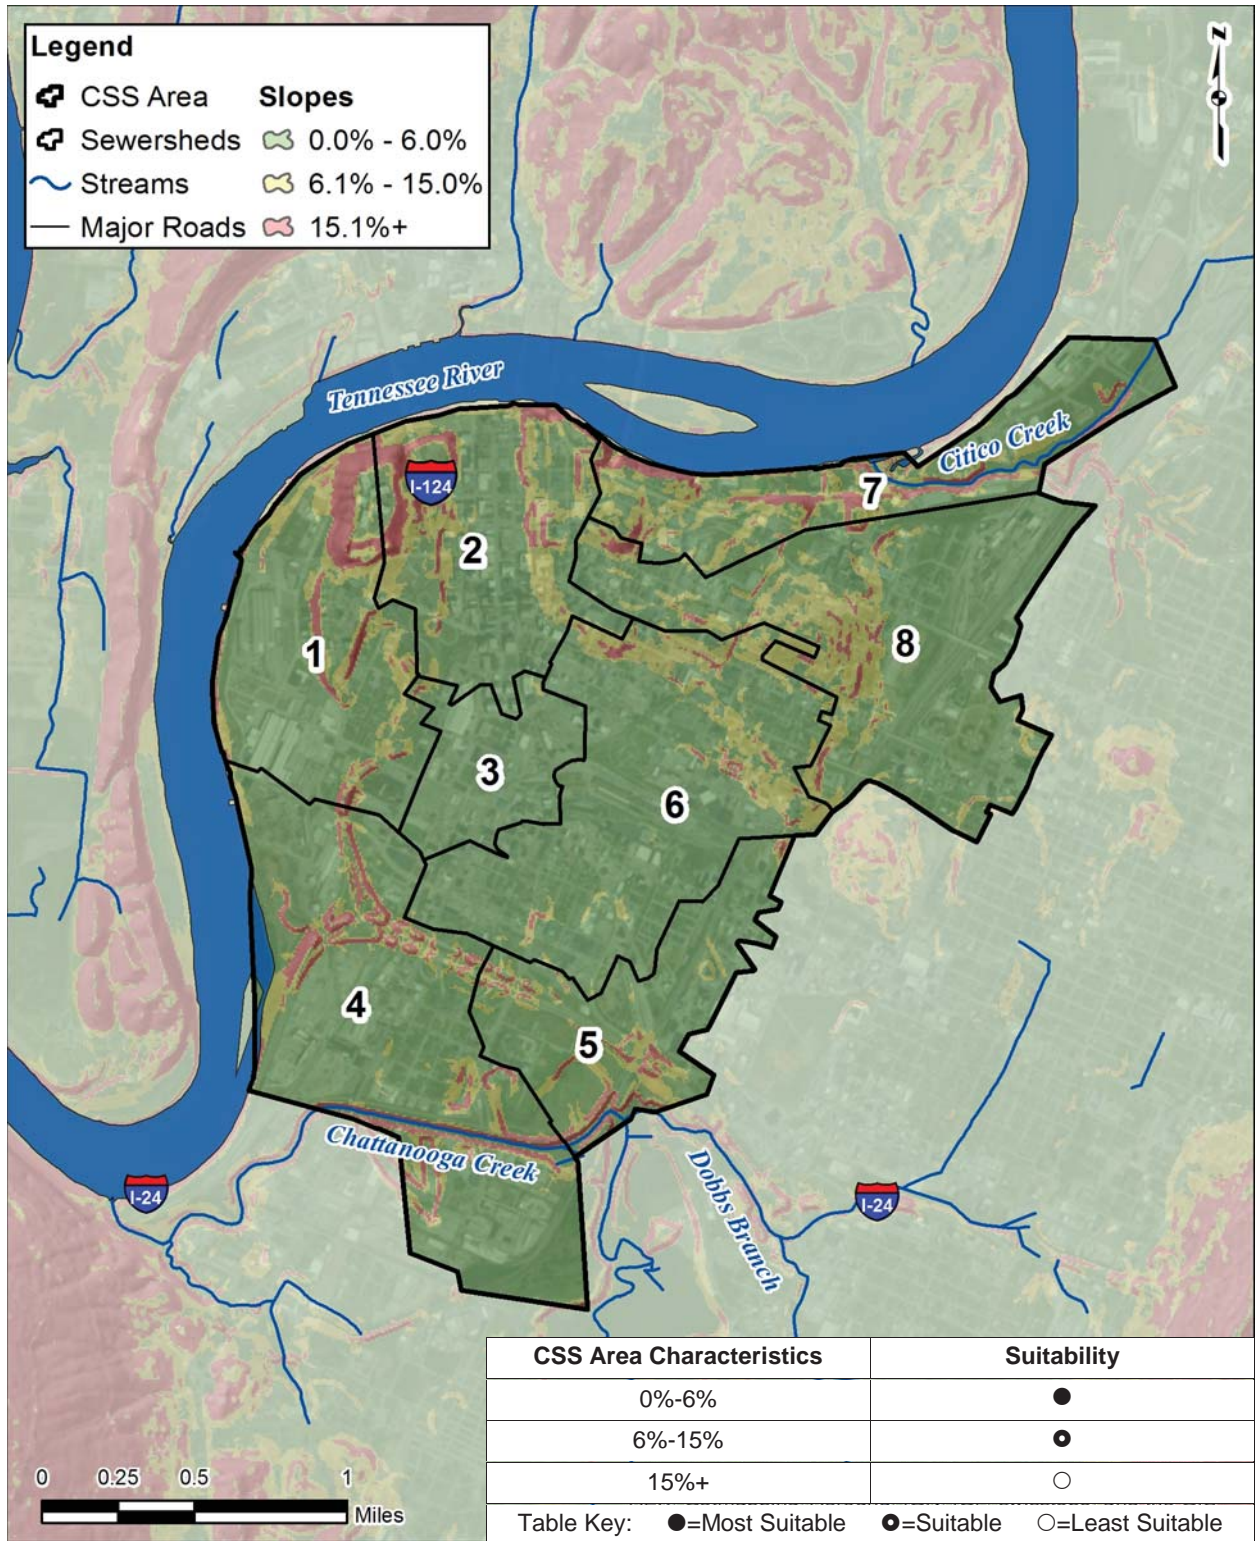 Legend
CSS Area
Sewersheds
Streams
Major Roads
Slopes
0.0% - 6.0%
6.1% - 15.0%
15.1%+
N
Tennessee River
Citico Creek
I-124
7
2
8
1
3
6
4
5
Chattanooga Creek
Dobbs Branch
I-24
I-24
CSS Area Characteristics Suitability
0%-6% ●
6%-15% ◉
15%+ ○
Table Key: ●=Most Suitable ◉=Suitable ○=Least Suitable
0 0.25 0.5 1
Miles